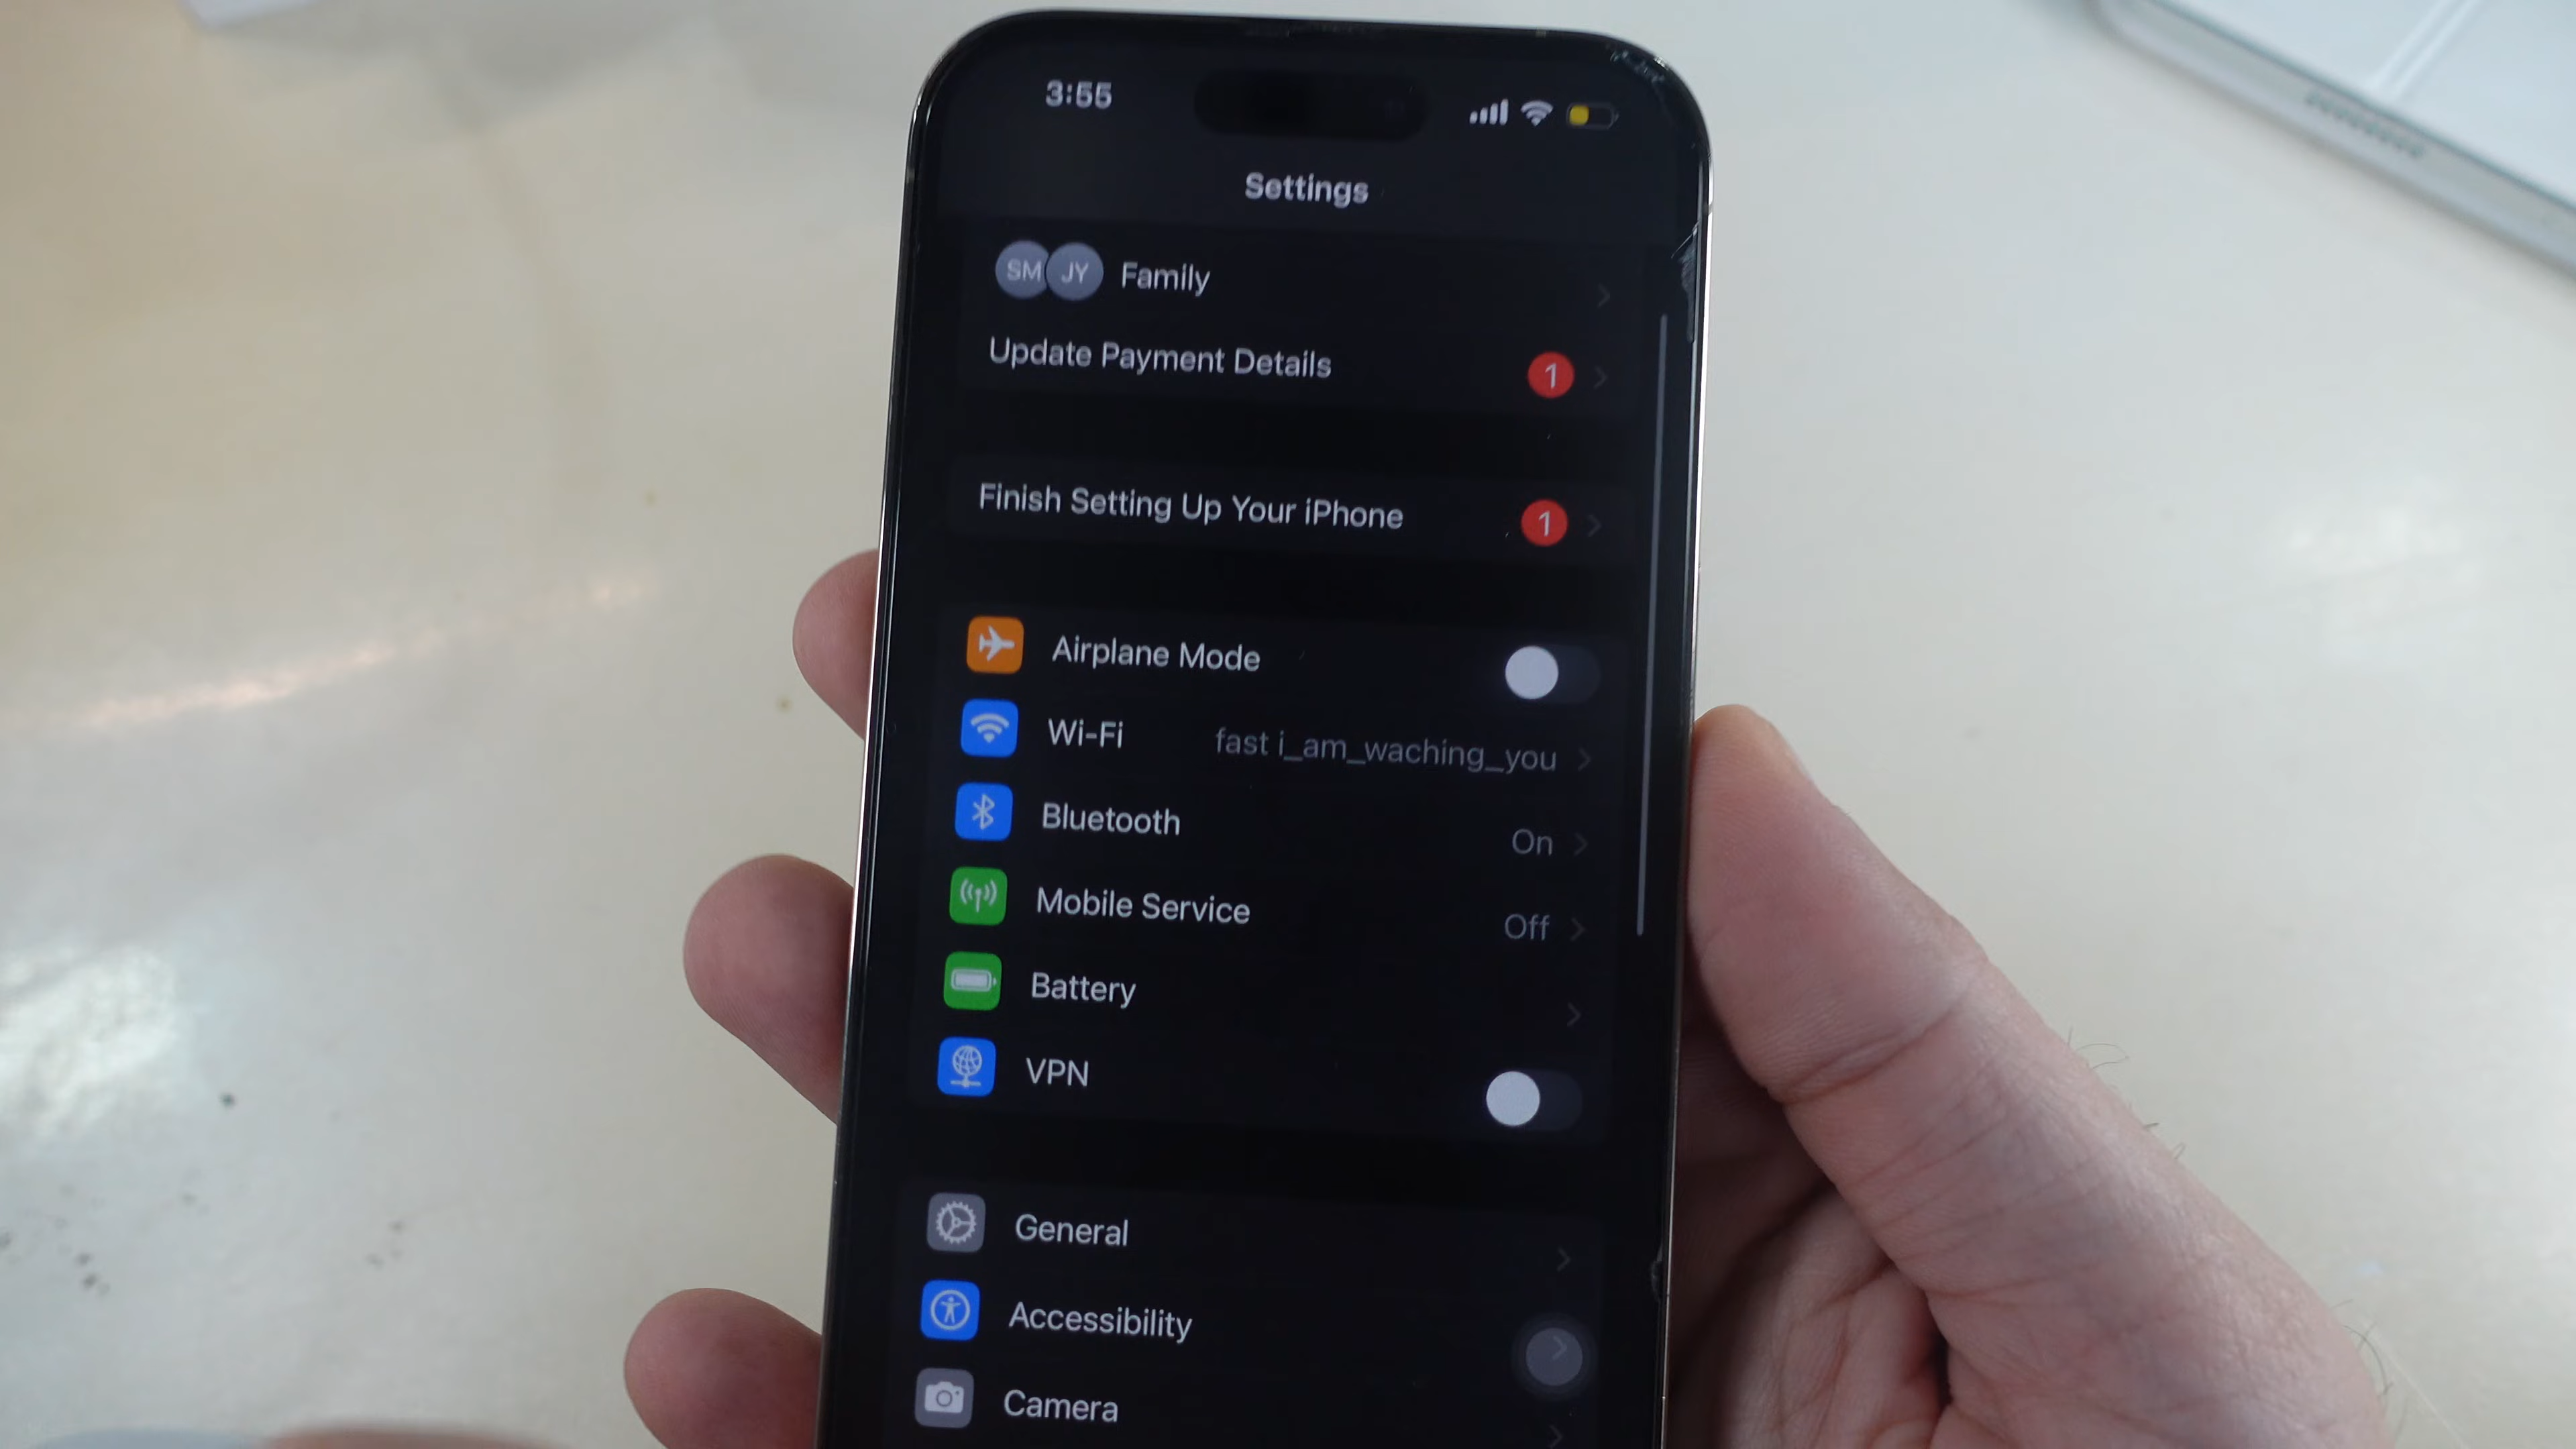 3:55
Settings
SM JY Family
Update Payment Details 1
Finish Setting Up Your iPhone 1
Airplane Mode
Wi-Fi fast i_am_waching_you
Bluetooth On
Mobile Service Off
Battery
VPN
General
Accessibility
Camera